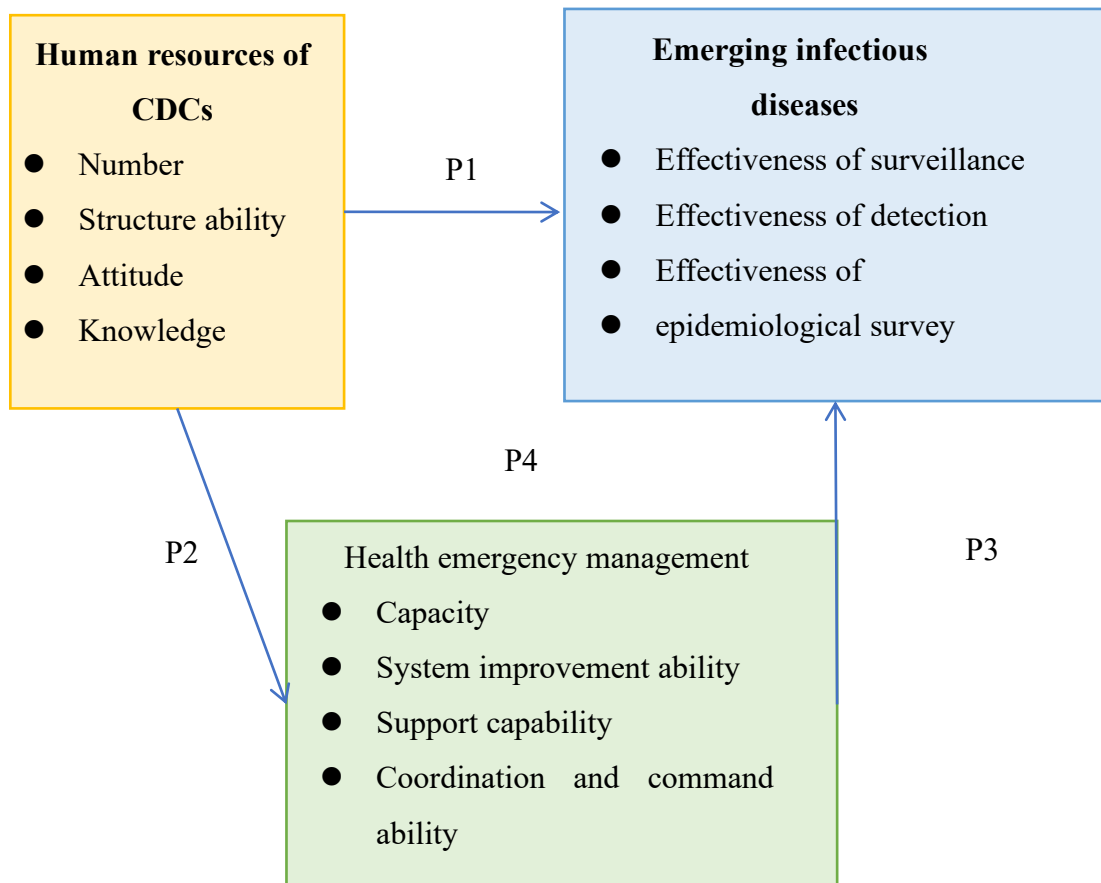 Human resources of
CDCs
● Number
● Structure ability
● Attitude
● Knowledge
P1
Emerging infectious
diseases
● Effectiveness of surveillance
● Effectiveness of detection
● Effectiveness of
● epidemiological survey
P4
P2
P3
Health emergency management
● Capacity
● System improvement ability
● Support capability
● Coordination and command
ability